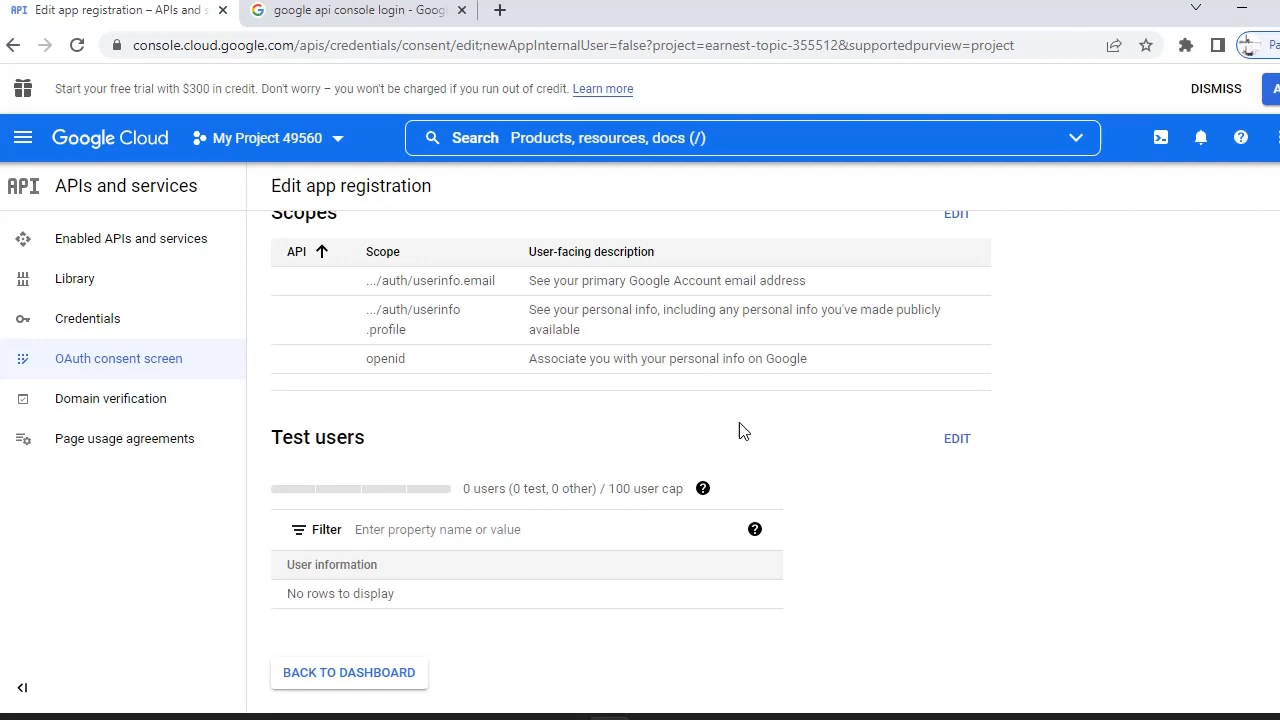 API Edit app registration – APIs and s
google api console login - Goog
console.cloud.google.com/apis/credentials/consent/edit;newAppInternalUser=false?project=earnest-topic-355512&supportedpurview=project
Pa
Start your free trial with $300 in credit. Don't worry – you won't be charged if you run out of credit. Learn more
DISMISS
A
Google Cloud
My Project 49560
Search Products, resources, docs (/)
API APIs and services
Edit app registration
Enabled APIs and services
Library
Credentials
OAuth consent screen
Domain verification
Page usage agreements
Scopes
EDIT
API Scope User-facing description
.../auth/userinfo.email See your primary Google Account email address
.../auth/userinfo See your personal info, including any personal info you've made publicly
.profile available
openid Associate you with your personal info on Google
Test users
EDIT
0 users (0 test, 0 other) / 100 user cap
Filter Enter property name or value
User information
No rows to display
BACK TO DASHBOARD